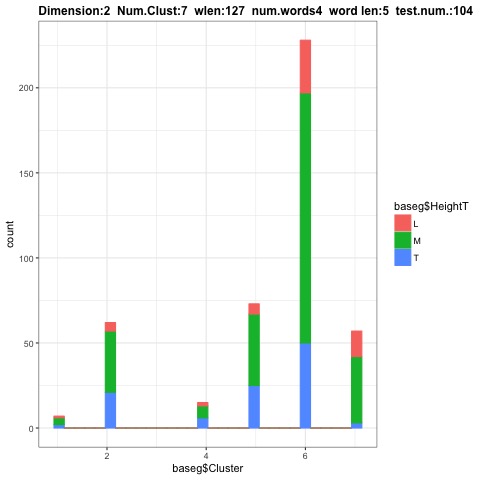 Dimension:2 Num.Clust:7 wlen:127 num.words4 word len:5 test.num.:104
200
150
100
50
0
count
2 4 6
baseg$Cluster
baseg$HeightT
L
M
T